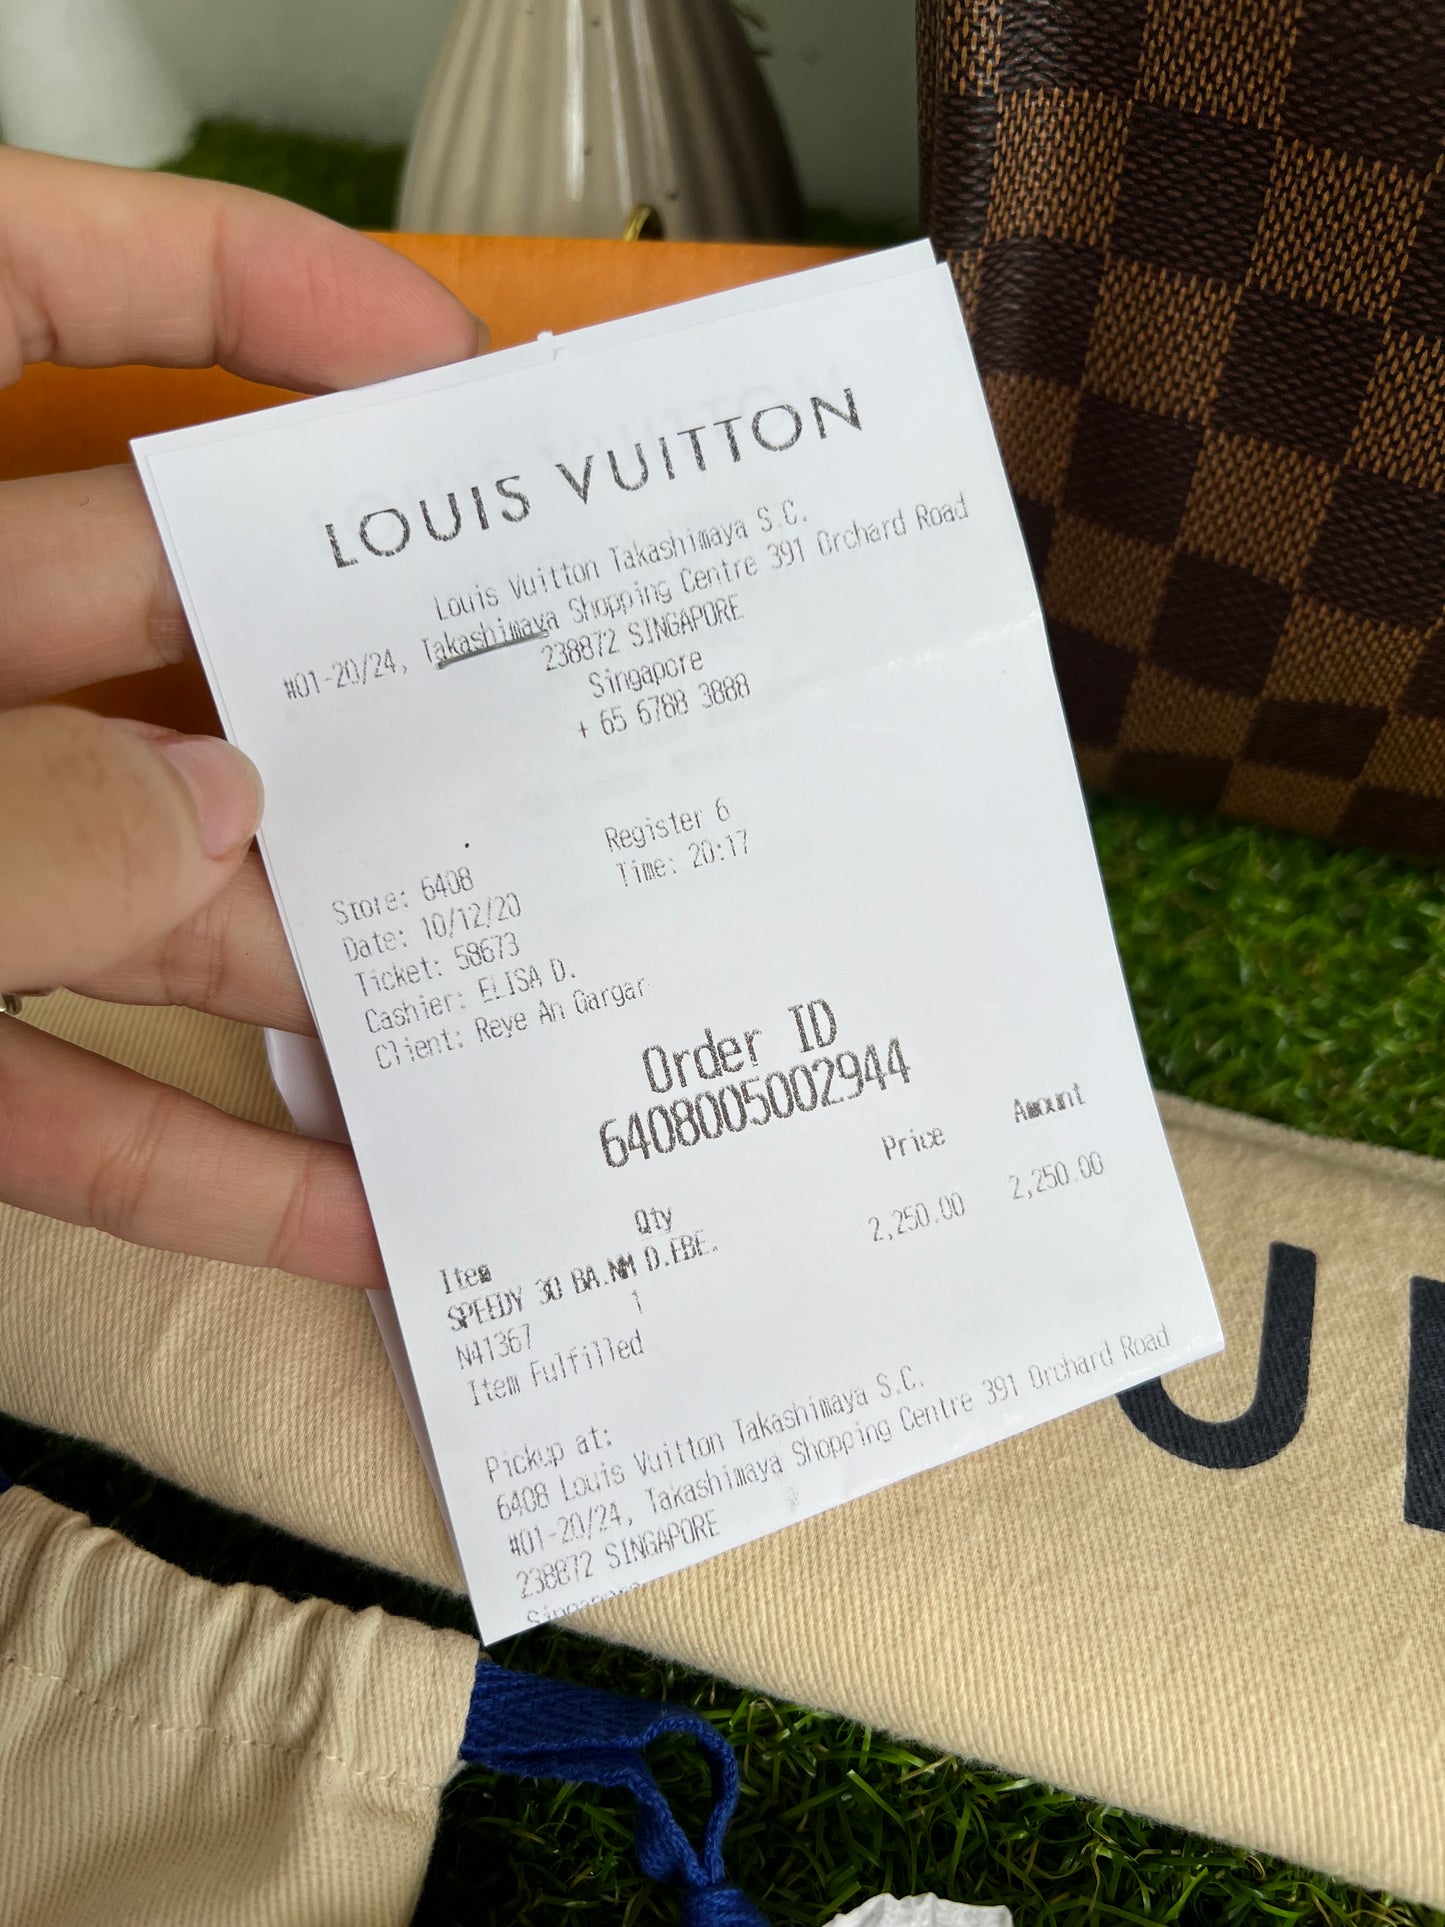 LOUIS VUITTON
Louis Vuitton Takashimaya S.C.
#01-20/24, Takashimaya Shopping Centre 391 Orchard Road
238872 SINGAPORE
Singapore
+ 65 6788 3888
Register 6
Store: 6408
Time: 20:17
Date: 10/12/20
Ticket: 58673
Cashier: ELISA D.
Client: Reye An Gargar
Order ID
6408005002944
Item Qty Price Amount
SPEEDY 30 BA.NM D.EBE.
N41367 1 2,250.00 2,250.00
Item Fulfilled
Pickup at:
6408 Louis Vuitton Takashimaya S.C.
#01-20/24, Takashimaya Shopping Centre 391 Orchard Road
238872 SINGAPORE
Singapore
U